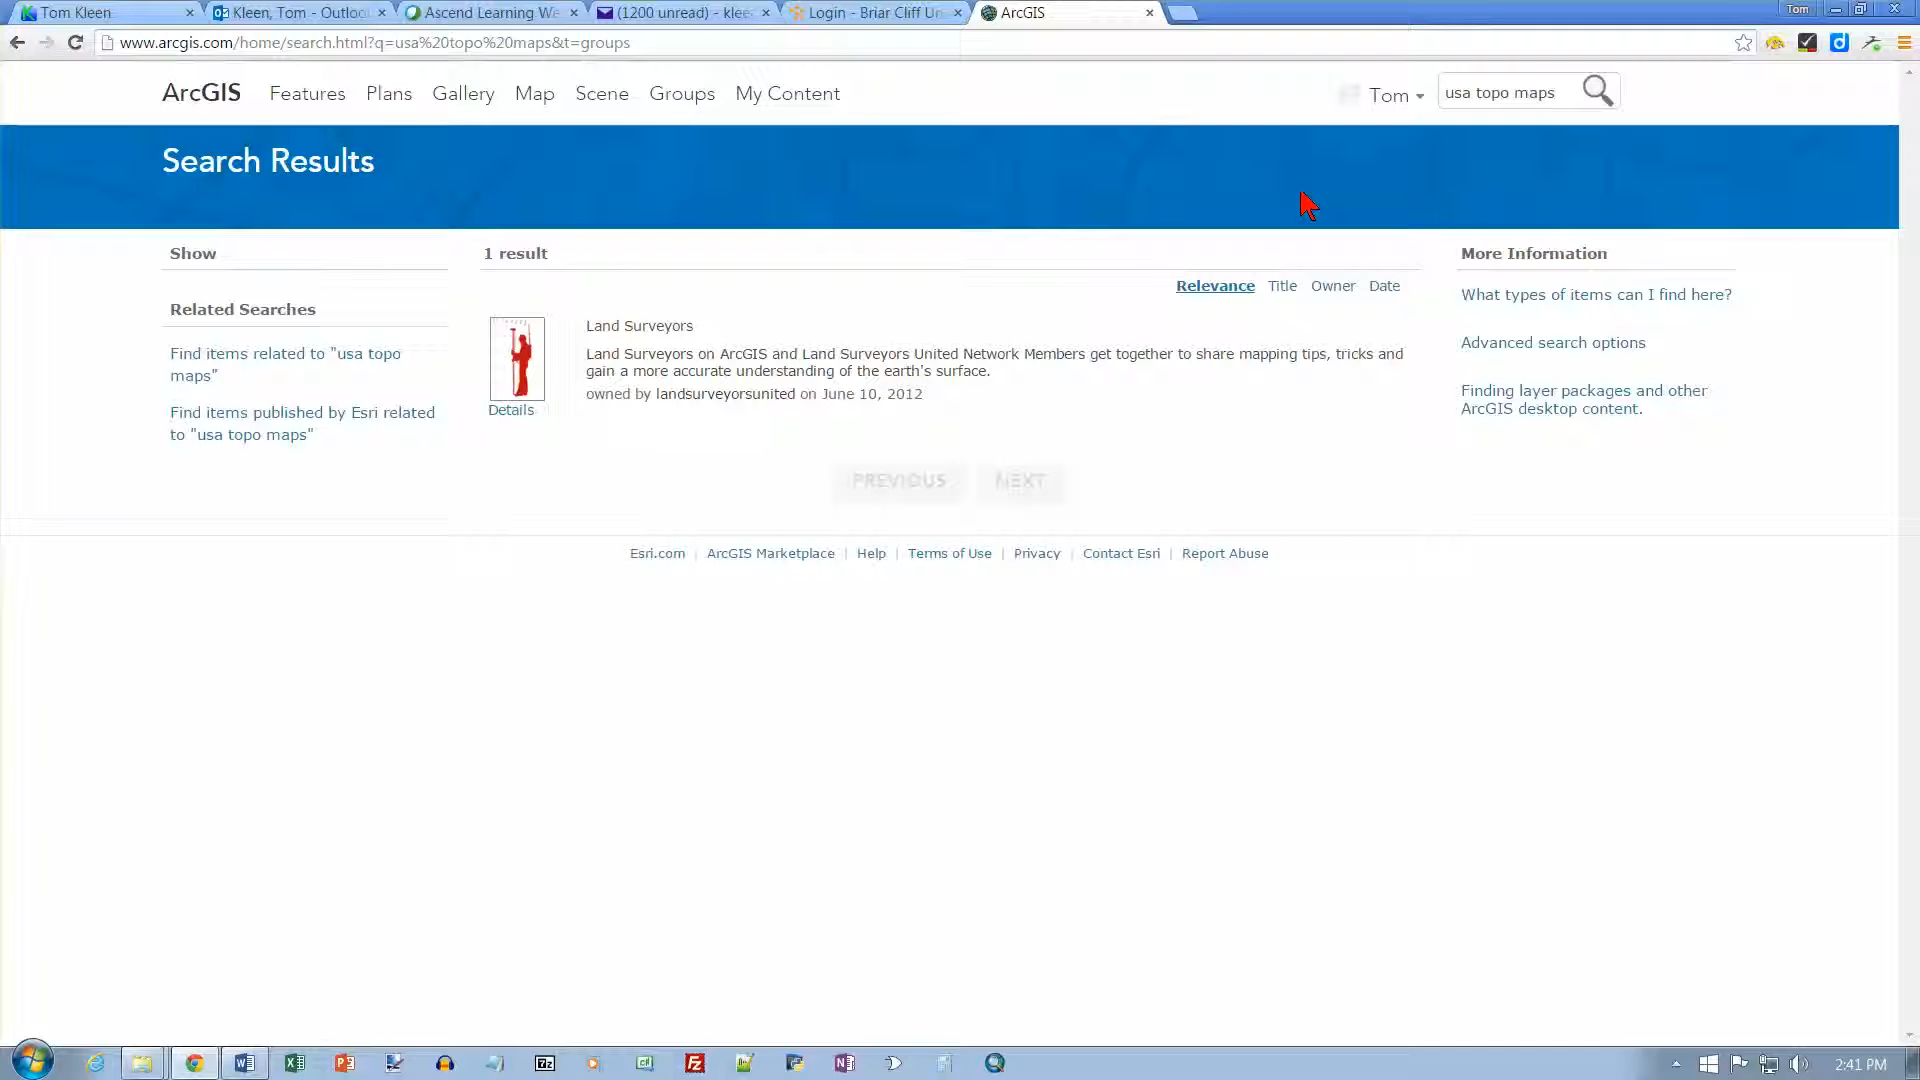 Tom Kleen
Kleen, Tom - Outloo
Ascend Learning We
(1200 unread) - klee
Login - Briar Cliff Un
ArcGIS
Tom
www.arcgis.com/home/search.html?q=usa%20topo%20maps&t=groups
ArcGIS Features Plans Gallery Map Scene Groups My Content
Tom
usa topo maps
Search Results
Show
1 result
More Information
Relevance Title Owner Date
What types of items can I find here?
Related Searches
Land Surveyors
Advanced search options
Find items related to "usa topo
maps"
Land Surveyors on ArcGIS and Land Surveyors United Network Members get together to share mapping tips, tricks and
gain a more accurate understanding of the earth's surface.
owned by landsurveyorsunited on June 10, 2012
Details
Finding layer packages and other
ArcGIS desktop content.
Find items published by Esri related
to "usa topo maps"
PREVIOUS NEXT
Esri.com | ArcGIS Marketplace | Help | Terms of Use | Privacy | Contact Esri | Report Abuse
2:41 PM